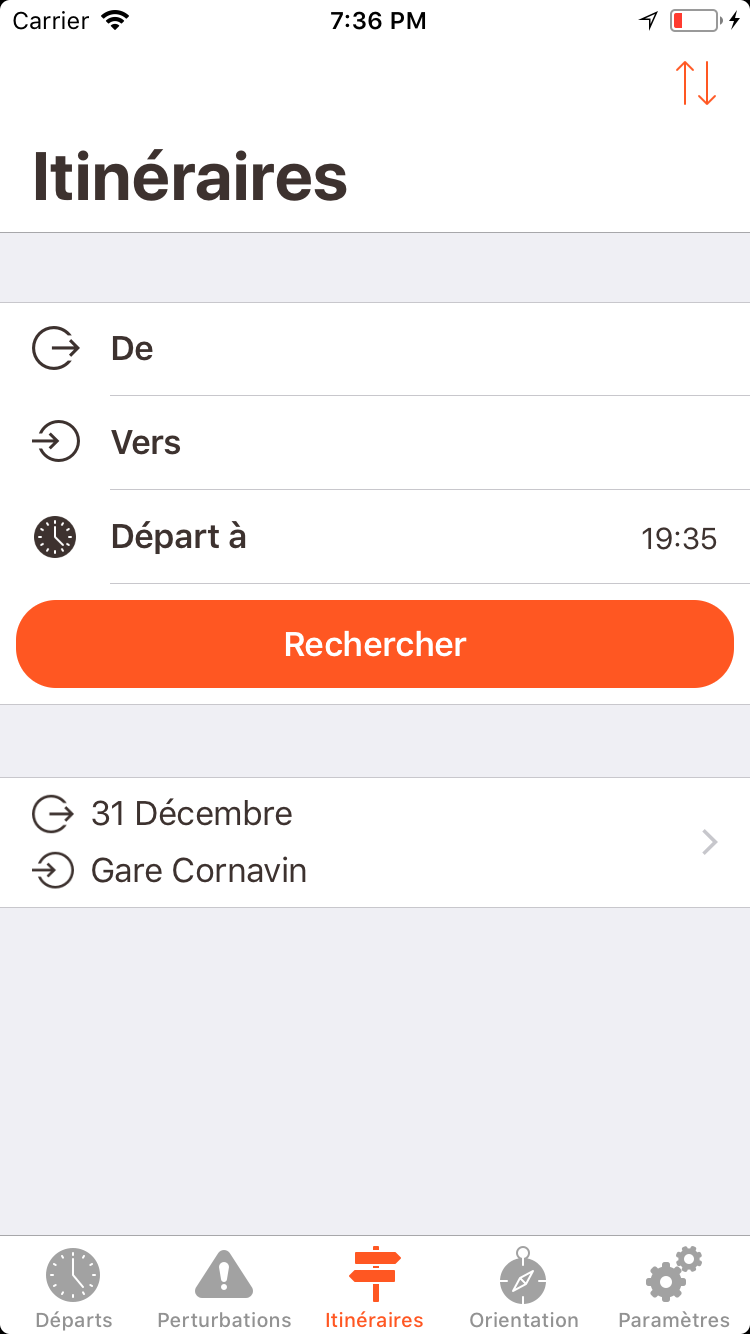 Carrier 7:36 PM
Itinéraires
De
Vers
Départ à 19:35
Rechercher
31 Décembre
Gare Cornavin
Départs Perturbations Itinéraires Orientation Paramètres